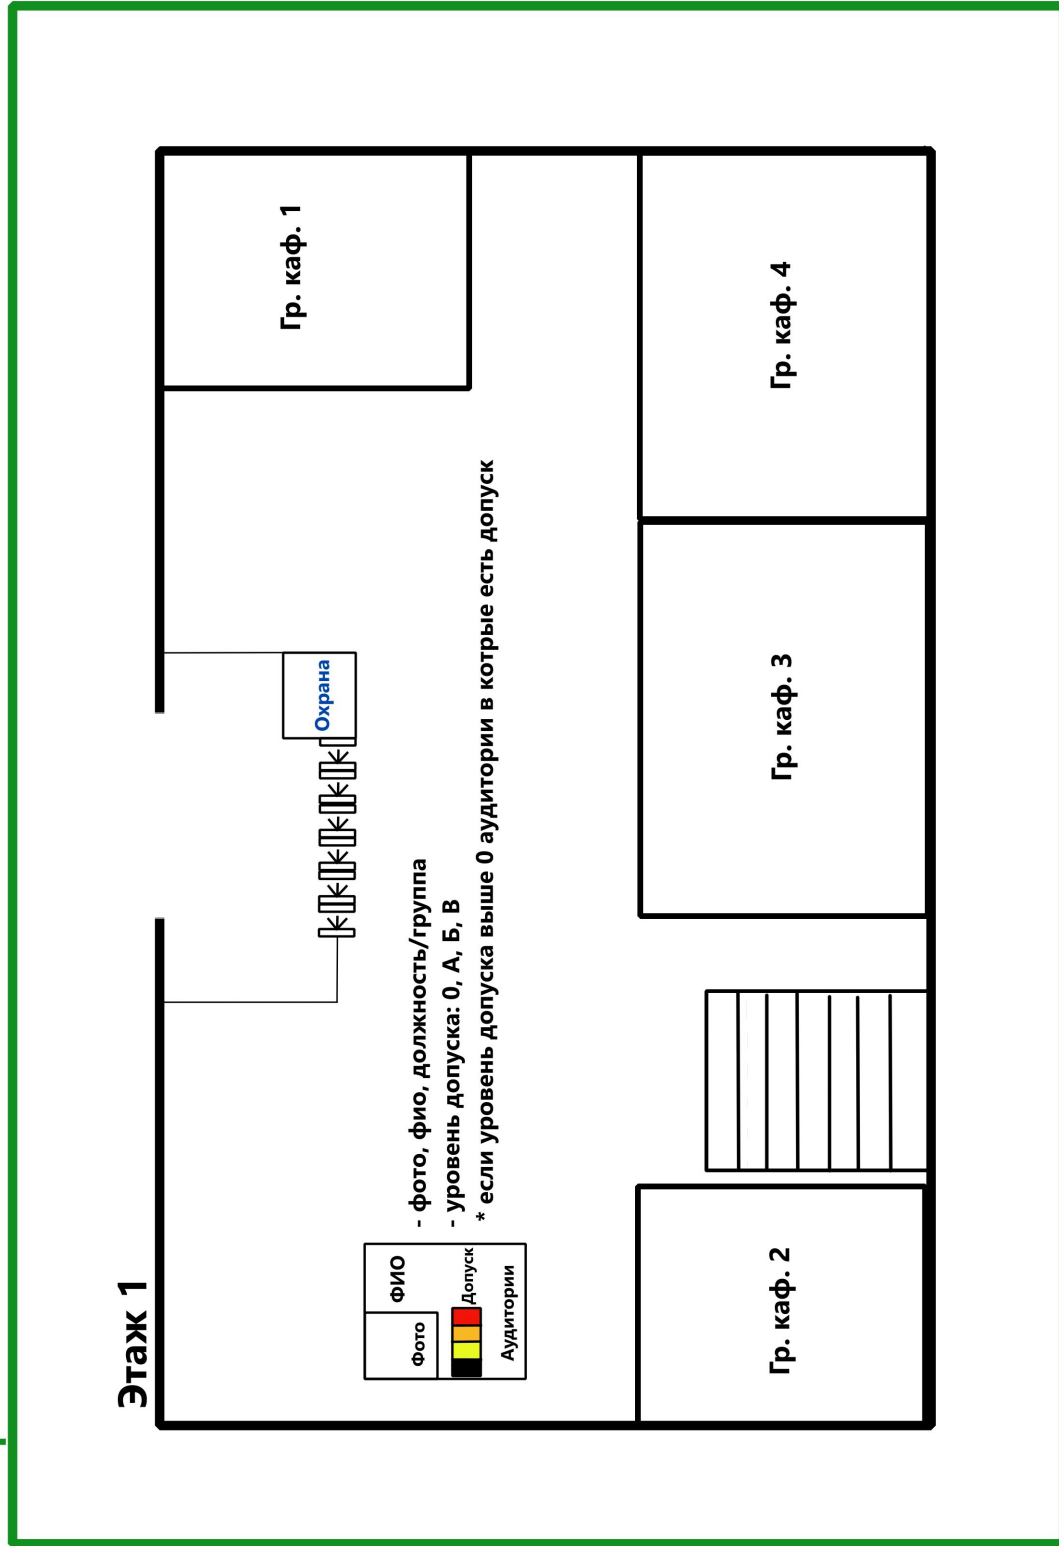 Этаж 1
Гр. каф. 1
Охрана
ФИО
Фото
Допуск
Аудитории
- фото, фио, должность/группа
- уровень допуска: 0, А, Б, В
* если уровень допуска выше 0 аудитории в котрые есть допуск
Гр. каф. 2
Гр. каф. 3
Гр. каф. 4